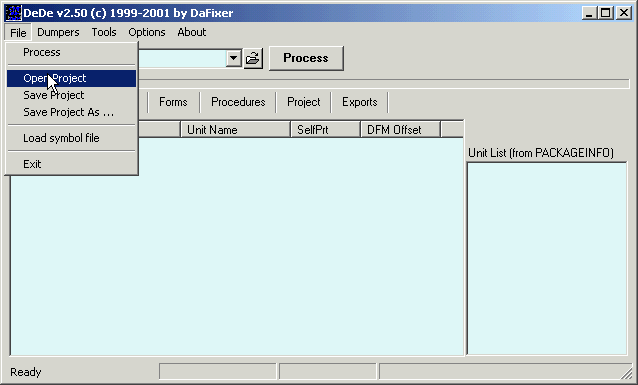 DeDe v2.50 (c) 1999-2001 by DaFixer
File Dumpers Tools Options About
Process
Process
Open Project
Save Project
Save Project As ...
Load symbol file
Exit
Forms Procedures Project Exports
Unit Name SelfPrt DFM Offset
Unit List (from PACKAGEINFO)
Ready